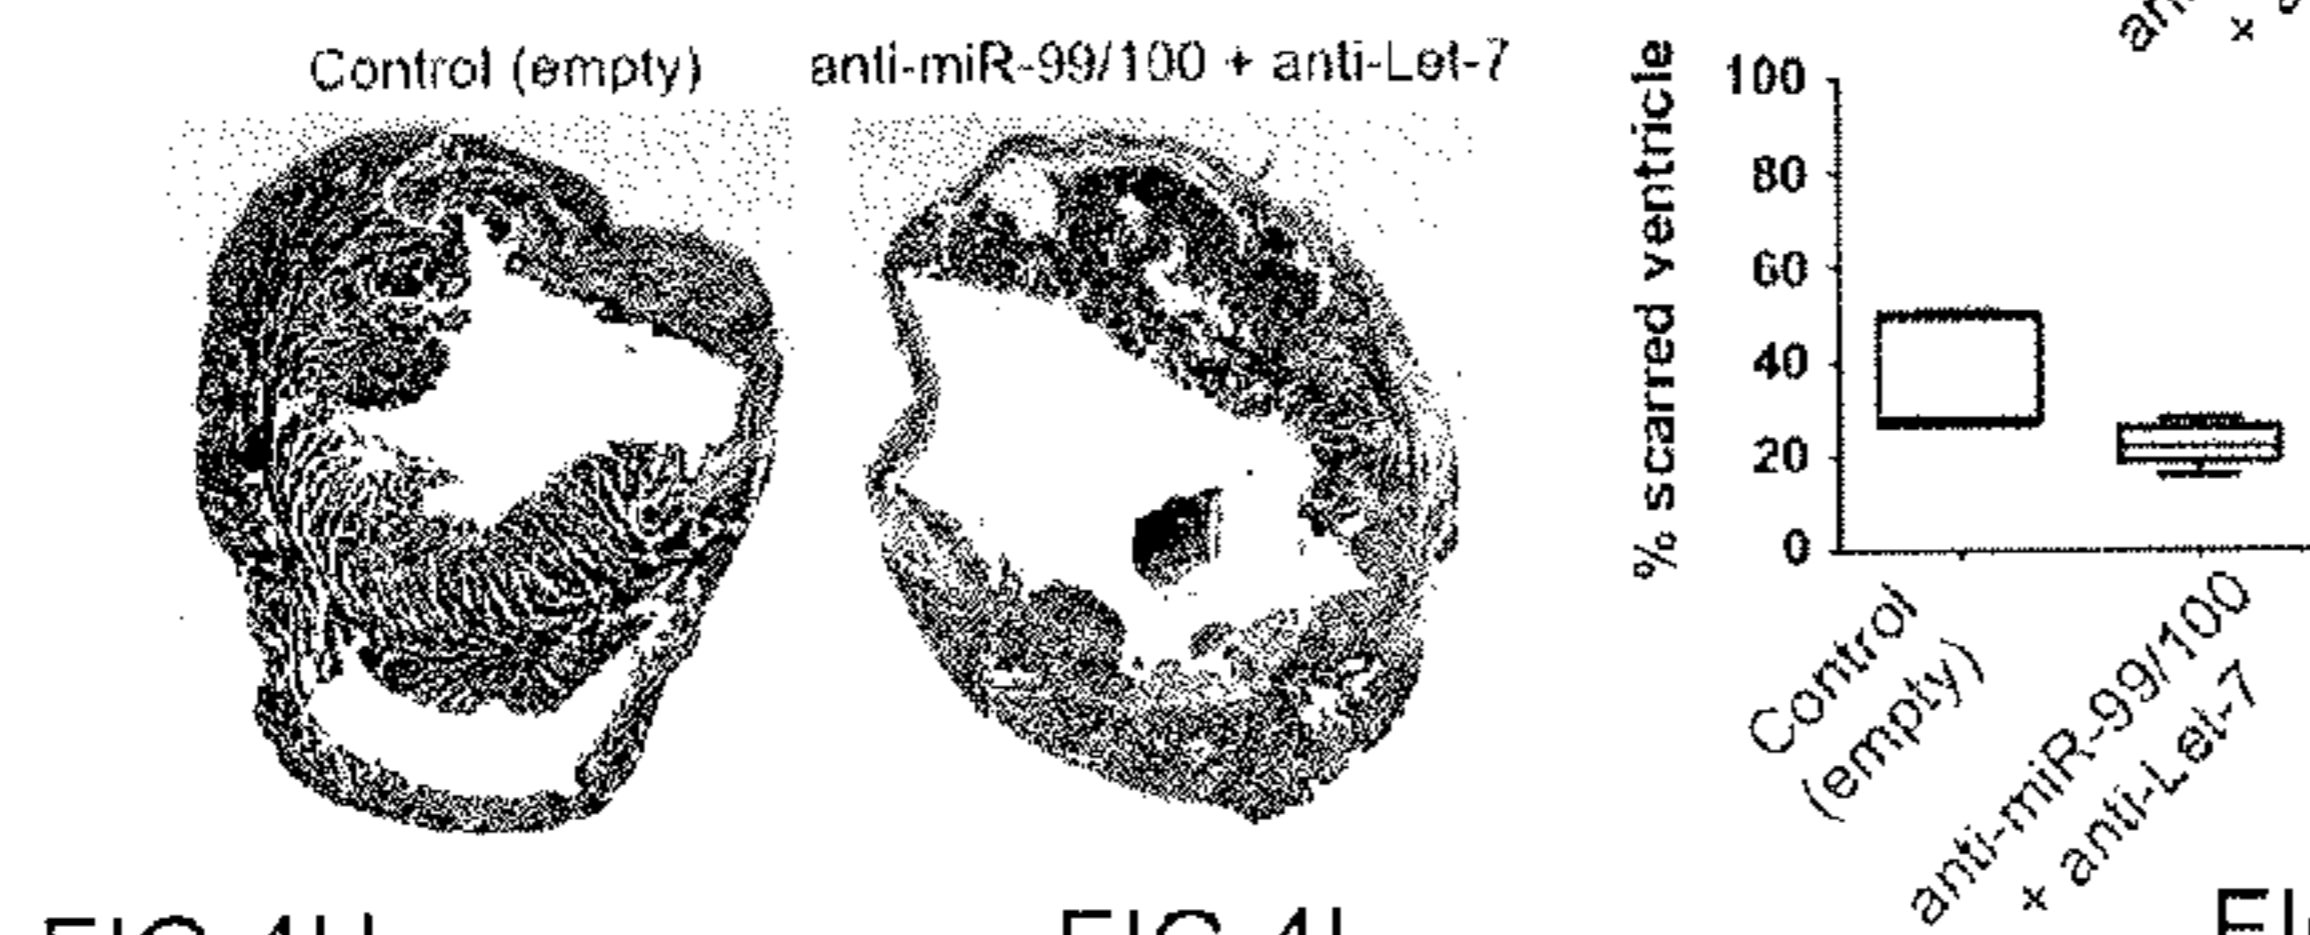 Control (empty)
anti-miR-99/100 + anti-Let-7
% scarred ventricle
100
80
60
40
20
0
Control
(empty)
anti-miR-99/100
+ anti-Let-7